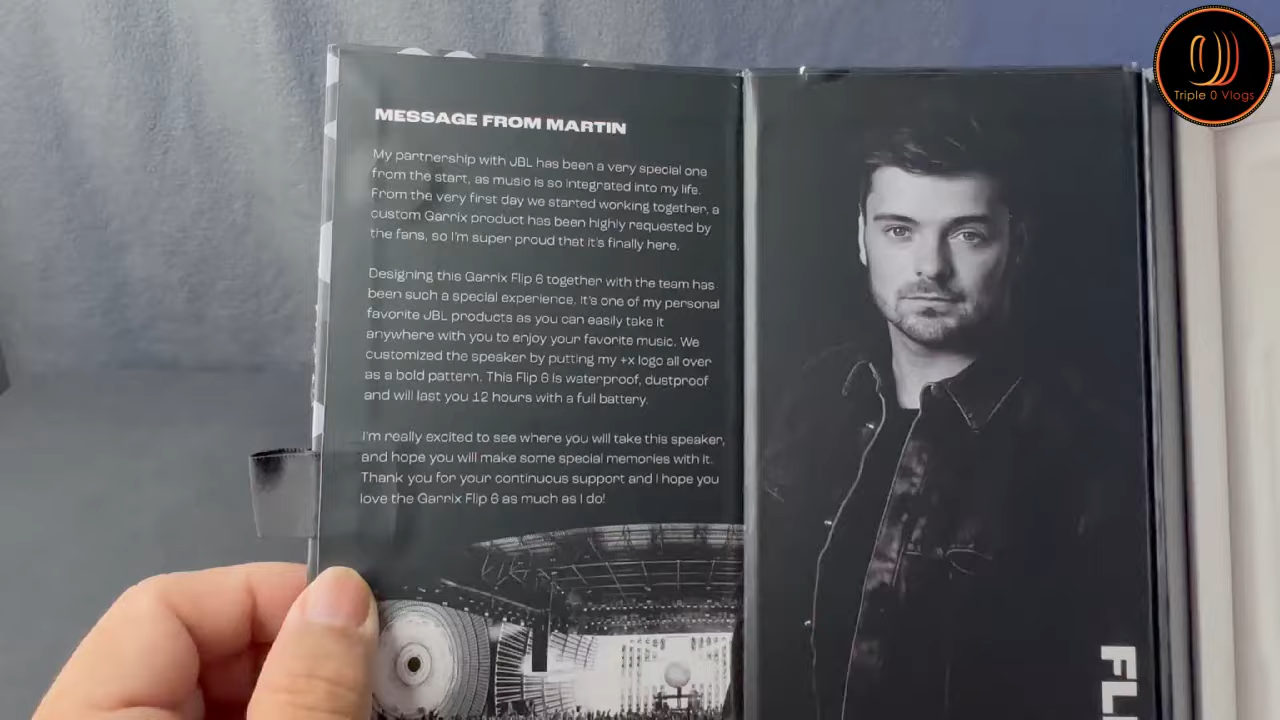 MESSAGE FROM MARTIN
My partnership with JBL has been a very special one
from the start, as music is so integrated into my life.
From the very first day we started working together, a
custom Garrix product has been highly requested by
the fans, so I'm super proud that it's finally here.
Designing this Garrix Flip 6 together with the team has
been such a special experience. It's one of my personal
favorite JBL products as you can easily take it
anywhere with you to enjoy your favorite music. We
customized the speaker by putting my +x logo all over
as a bold pattern. This Flip 6 is waterproof, dustproof
and will last you 12 hours with a full battery.
I'm really excited to see where you will take this speaker,
and hope you will make some special memories with it.
Thank you for your continuous support and I hope you
love the Garrix Flip 6 as much as I do!
Triple 0 Vlogs